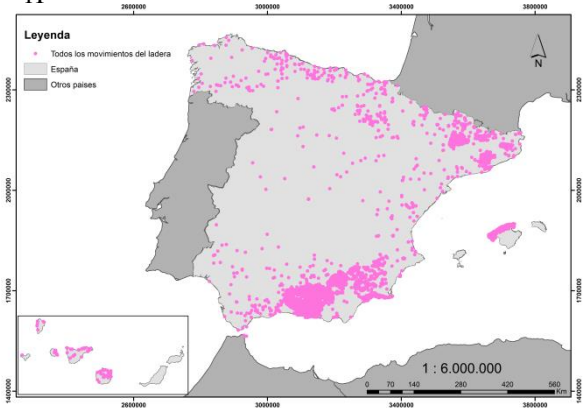 2600000 3000000 3400000 3800000
Leyenda
Todos los movimientos del ladera
España
Otros paises
N
2300000 2300000
2000000 2000000
1700000 1700000
1 : 6.000.000
0 70 140 280 420 560
Km
1400000 1400000
2600000 3000000 3400000 3800000